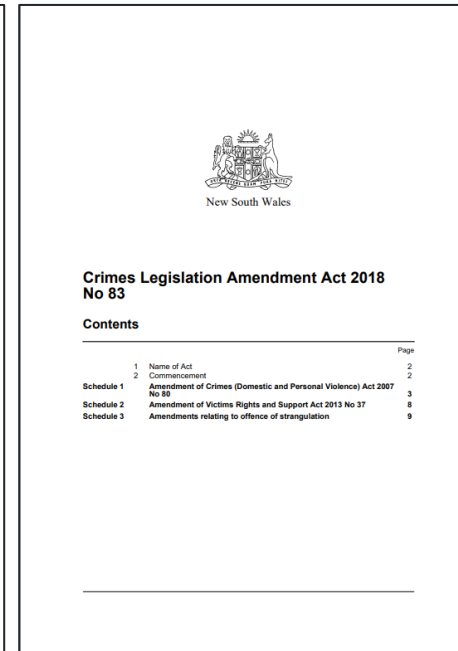 New South Wales
Crimes Legislation Amendment Act 2018
No 83
Contents
Page
1 Name of Act 2
2 Commencement 2
Schedule 1 Amendment of Crimes (Domestic and Personal Violence) Act 2007
No 80 3
Schedule 2 Amendment of Victims Rights and Support Act 2013 No 37 8
Schedule 3 Amendments relating to offence of strangulation 9